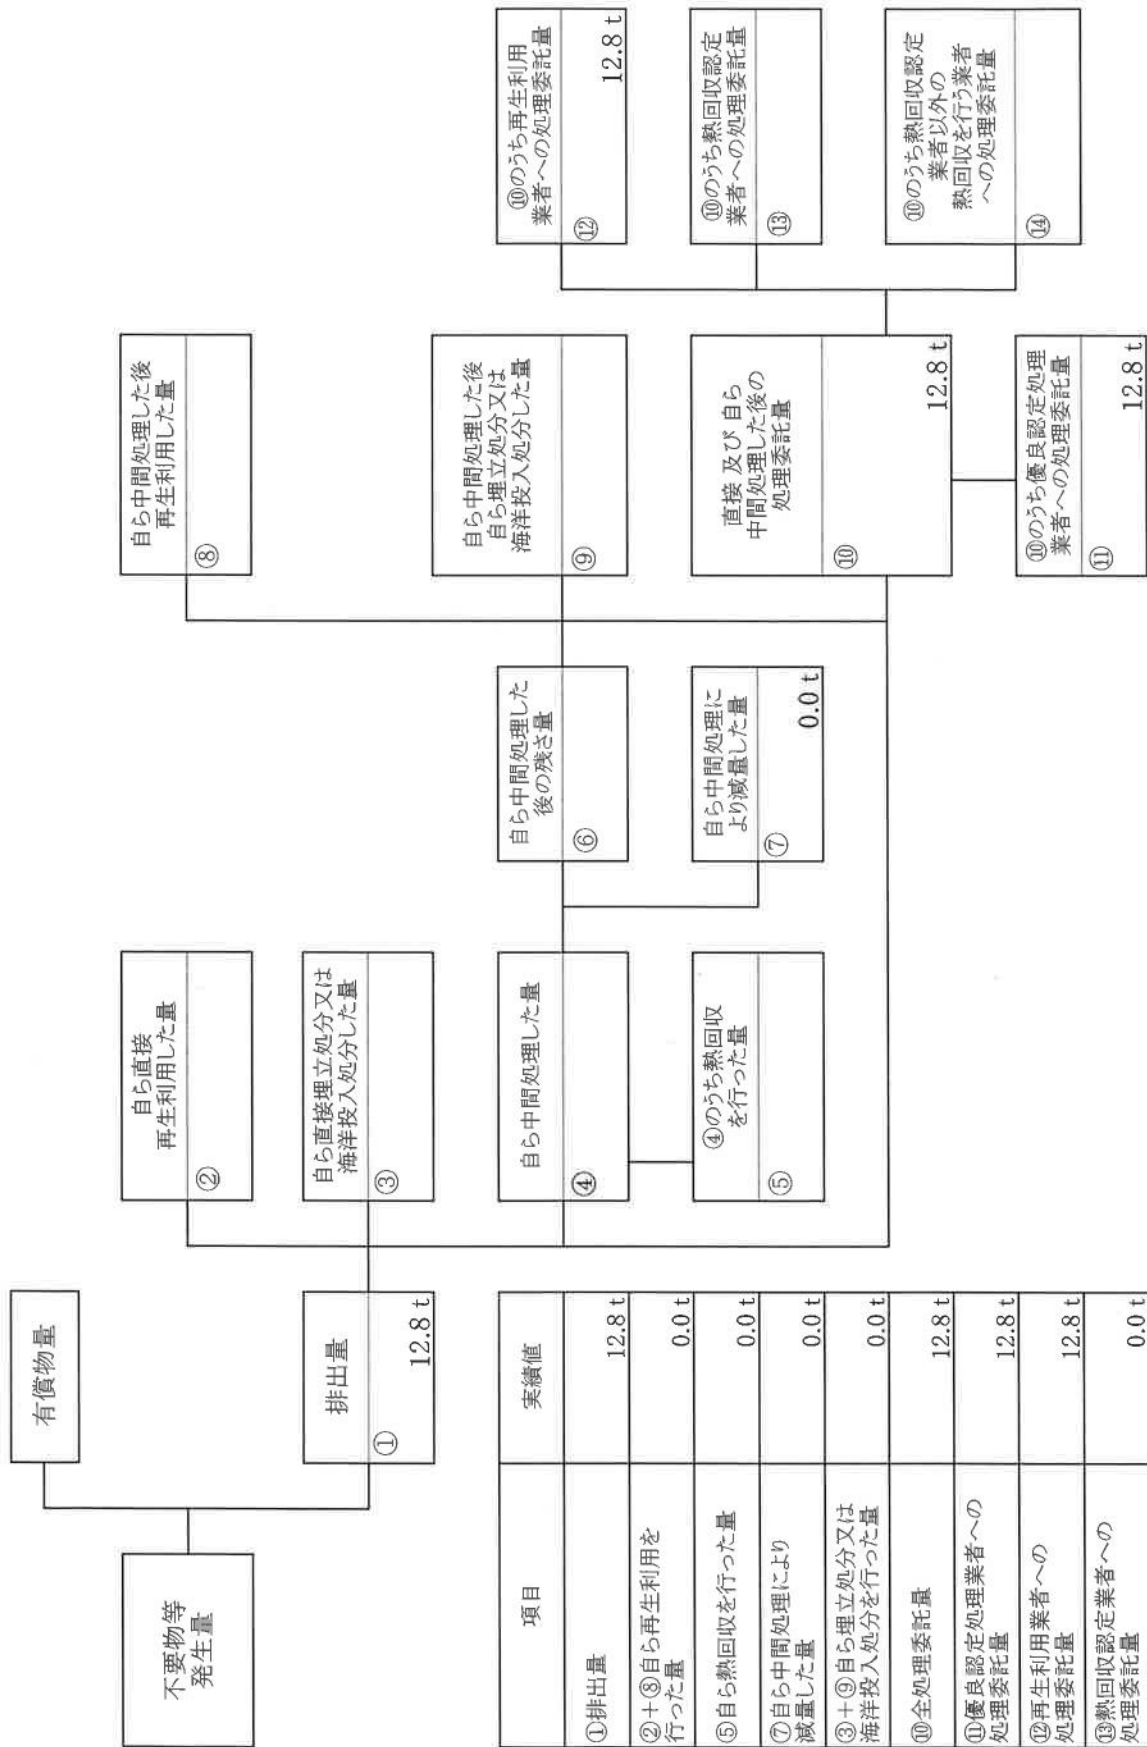 有償物量
不要物等
発生量
排出量
①
12.8 t
自ら直接
再生利用した量
②
自ら直接埋立処分又は
海洋投入処分した量
③
自ら中間処理した量
④
④のうち熱回収
を行った量
⑤
自ら中間処理した
後の残さ量
⑥
自ら中間処理に
より減量した量
⑦
0.0 t
自ら中間処理した後
再生利用した量
⑧
自ら中間処理した後
自ら埋立処分又は
海洋投入処分した量
⑨
直接 及び 自ら
中間処理した後の
処理委託量
⑩
12.8 t
⑩のうち優良認定処理
業者への処理委託量
⑪
12.8 t
⑩のうち再生利用
業者への処理委託量
⑫
12.8 t
⑩のうち熱回収認定
業者への処理委託量
⑬
⑩のうち熱回収認定
業者以外の
熱回収を行う業者
への処理委託量
⑭
項目
実績値
①排出量
12.8 t
②+⑧自ら再生利用を
行った量
0.0 t
⑤自ら熱回収を行った量
0.0 t
⑦自ら中間処理により
減量した量
0.0 t
③+⑨自ら埋立処分又は
海洋投入処分を行った量
0.0 t
⑩全処理委託量
12.8 t
⑪優良認定処理業者への
処理委託量
12.8 t
⑫再生利用業者への
処理委託量
12.8 t
⑬熱回収認定業者への
処理委託量
0.0 t